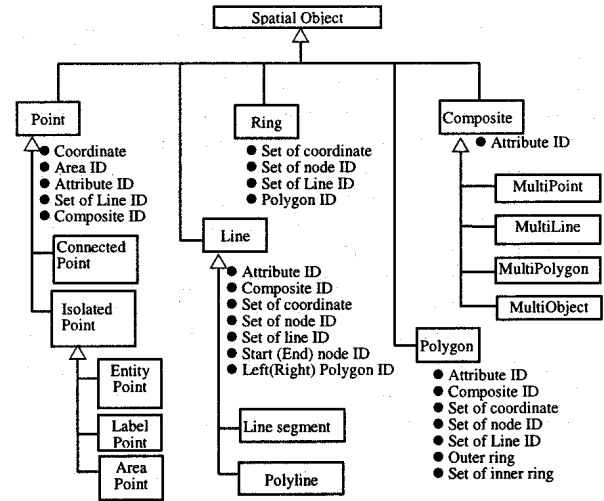 Spatial Object
Point
● Coordinate
● Area ID
● Attribute ID
● Set of Line ID
● Composite ID
Connected
Point
Isolated
Point
Entity
Point
Label
Point
Area
Point
Line
● Attribute ID
● Composite ID
● Set of coordinate
● Set of node ID
● Set of line ID
● Start (End) node ID
● Left(Right) Polygon ID
Line segment
Polyline
Ring
● Set of coordinate
● Set of node ID
● Set of Line ID
● Polygon ID
Polygon
● Attribute ID
● Composite ID
● Set of coordinate
● Set of node ID
● Set of Line ID
● Outer ring
● Set of inner ring
Composite
● Attribute ID
MultiPoint
MultiLine
MultiPolygon
MultiObject